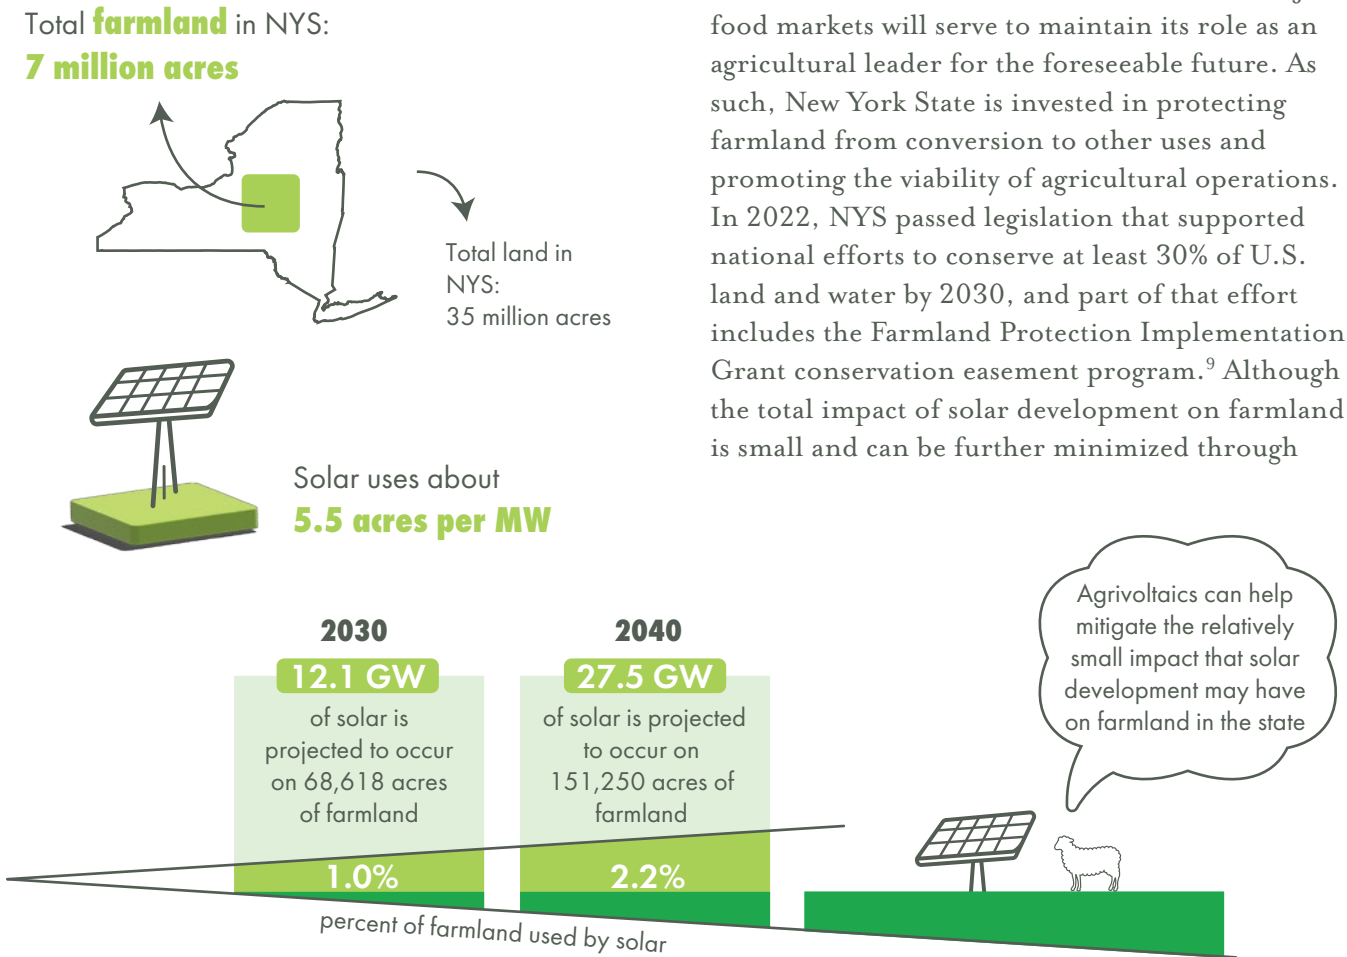 Total farmland in NYS:
7 million acres
Total land in
NYS:
35 million acres
Solar uses about
5.5 acres per MW
food markets will serve to maintain its role as an
agricultural leader for the foreseeable future. As
such, New York State is invested in protecting
farmland from conversion to other uses and
promoting the viability of agricultural operations.
In 2022, NYS passed legislation that supported
national efforts to conserve at least 30% of U.S.
land and water by 2030, and part of that effort
includes the Farmland Protection Implementation
Grant conservation easement program.⁹ Although
the total impact of solar development on farmland
is small and can be further minimized through
2030
12.1 GW
of solar is
projected to occur
on 68,618 acres
of farmland
1.0%
2040
27.5 GW
of solar is projected
to occur on
151,250 acres of
farmland
2.2%
percent of farmland used by solar
Agrivoltaics can help
mitigate the relatively
small impact that solar
development may have
on farmland in the state